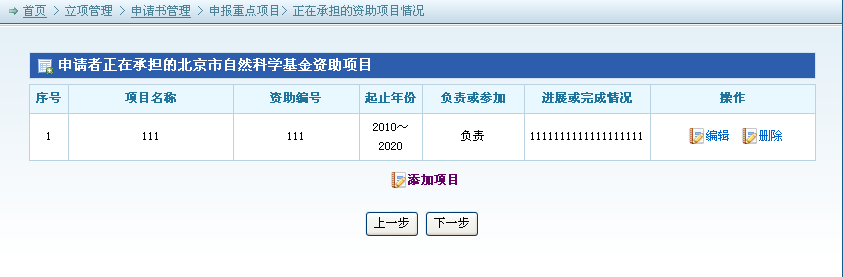 首页 > 立项管理 > 申请书管理 > 申报重点项目> 正在承担的资助项目情况
申请者正在承担的北京市自然科学基金资助项目
序号 项目名称 资助编号 起止年份 负责或参加 进展或完成情况 操作
1 111 111 2010～2020 负责 1111111111111111111 编辑 删除
添加项目
上一步 下一步